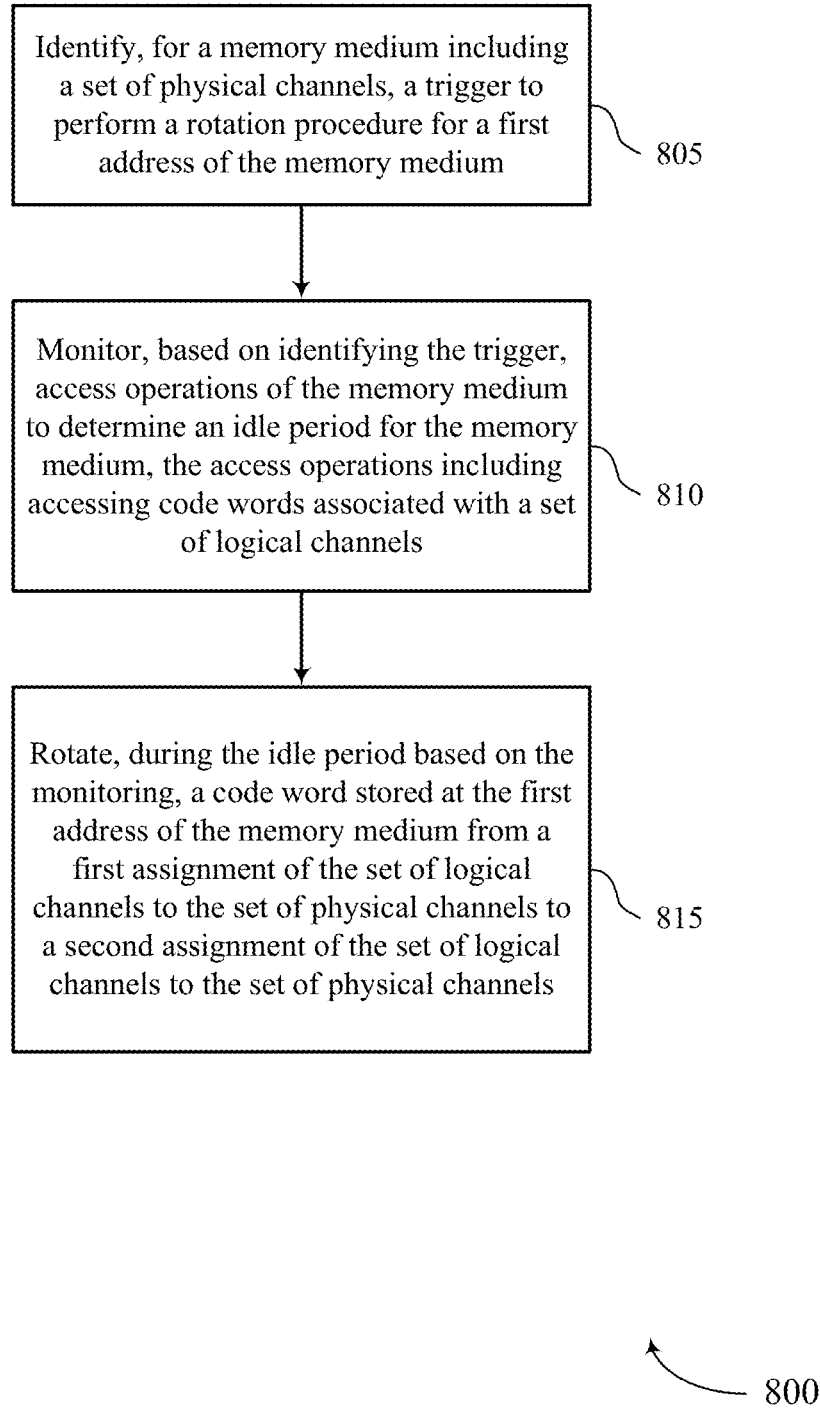 Identify, for a memory medium including
a set of physical channels, a trigger to
perform a rotation procedure for a first
address of the memory medium
805
Monitor, based on identifying the trigger,
access operations of the memory medium
to determine an idle period for the memory
medium, the access operations including
accessing code words associated with a set
of logical channels
810
Rotate, during the idle period based on the
monitoring, a code word stored at the first
address of the memory medium from a
first assignment of the set of logical
channels to the set of physical channels to
a second assignment of the set of logical
channels to the set of physical channels
815
800